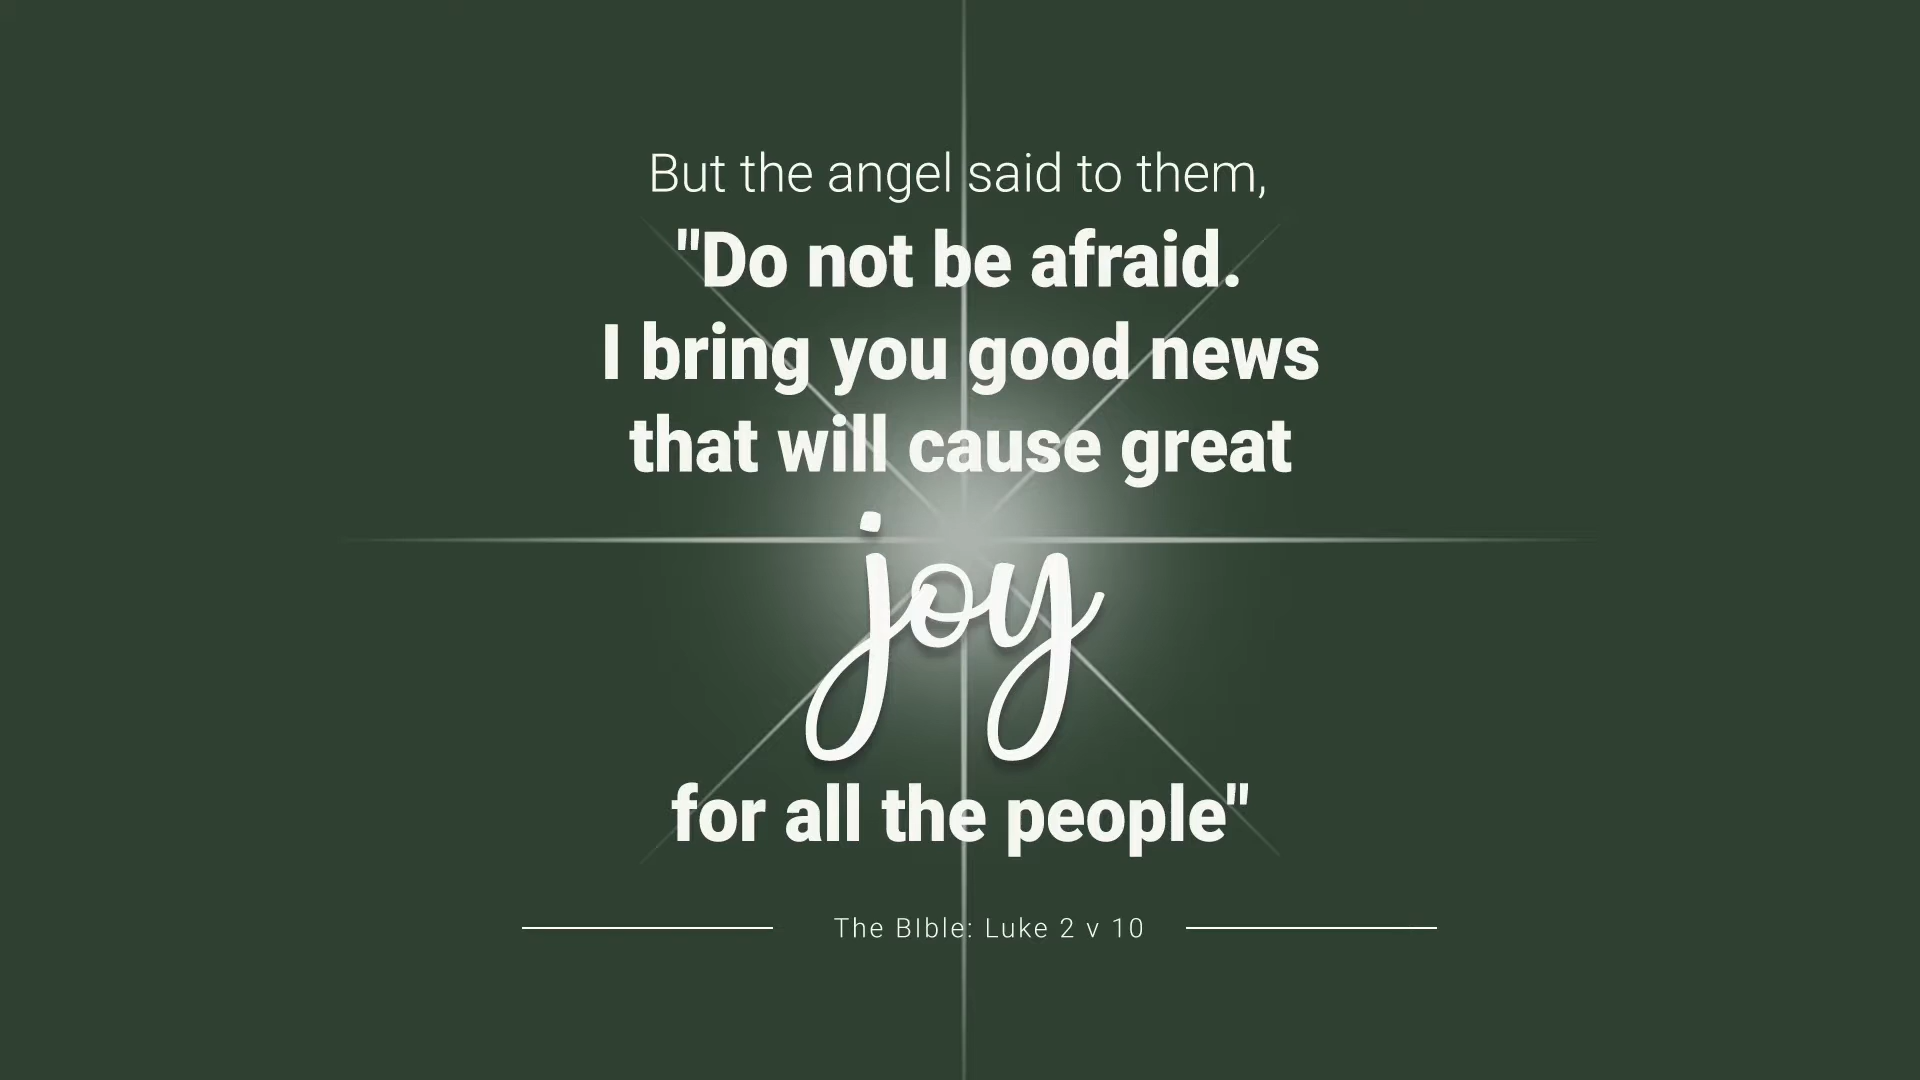 But the angel said to them,
"Do not be afraid.
I bring you good news
that will cause great
joy
for all the people"
The BIble: Luke 2 v 10